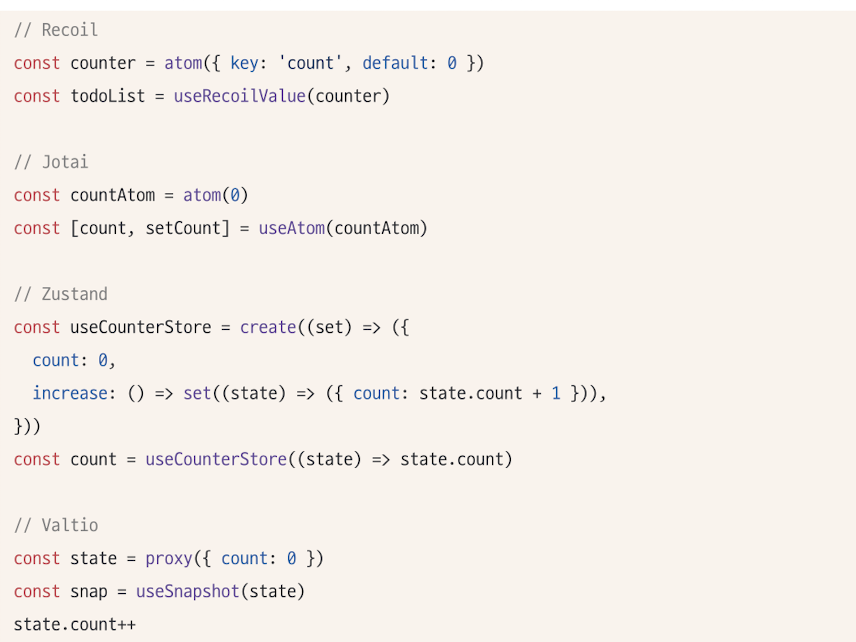 // Recoil
const counter = atom({ key: 'count', default: 0 })
const todoList = useRecoilValue(counter)

// Jotai
const countAtom = atom(0)
const [count, setCount] = useAtom(countAtom)

// Zustand
const useCounterStore = create((set) => ({
  count: 0,
  increase: () => set((state) => ({ count: state.count + 1 })),
}))
const count = useCounterStore((state) => state.count)

// Valtio
const state = proxy({ count: 0 })
const snap = useSnapshot(state)
state.count++